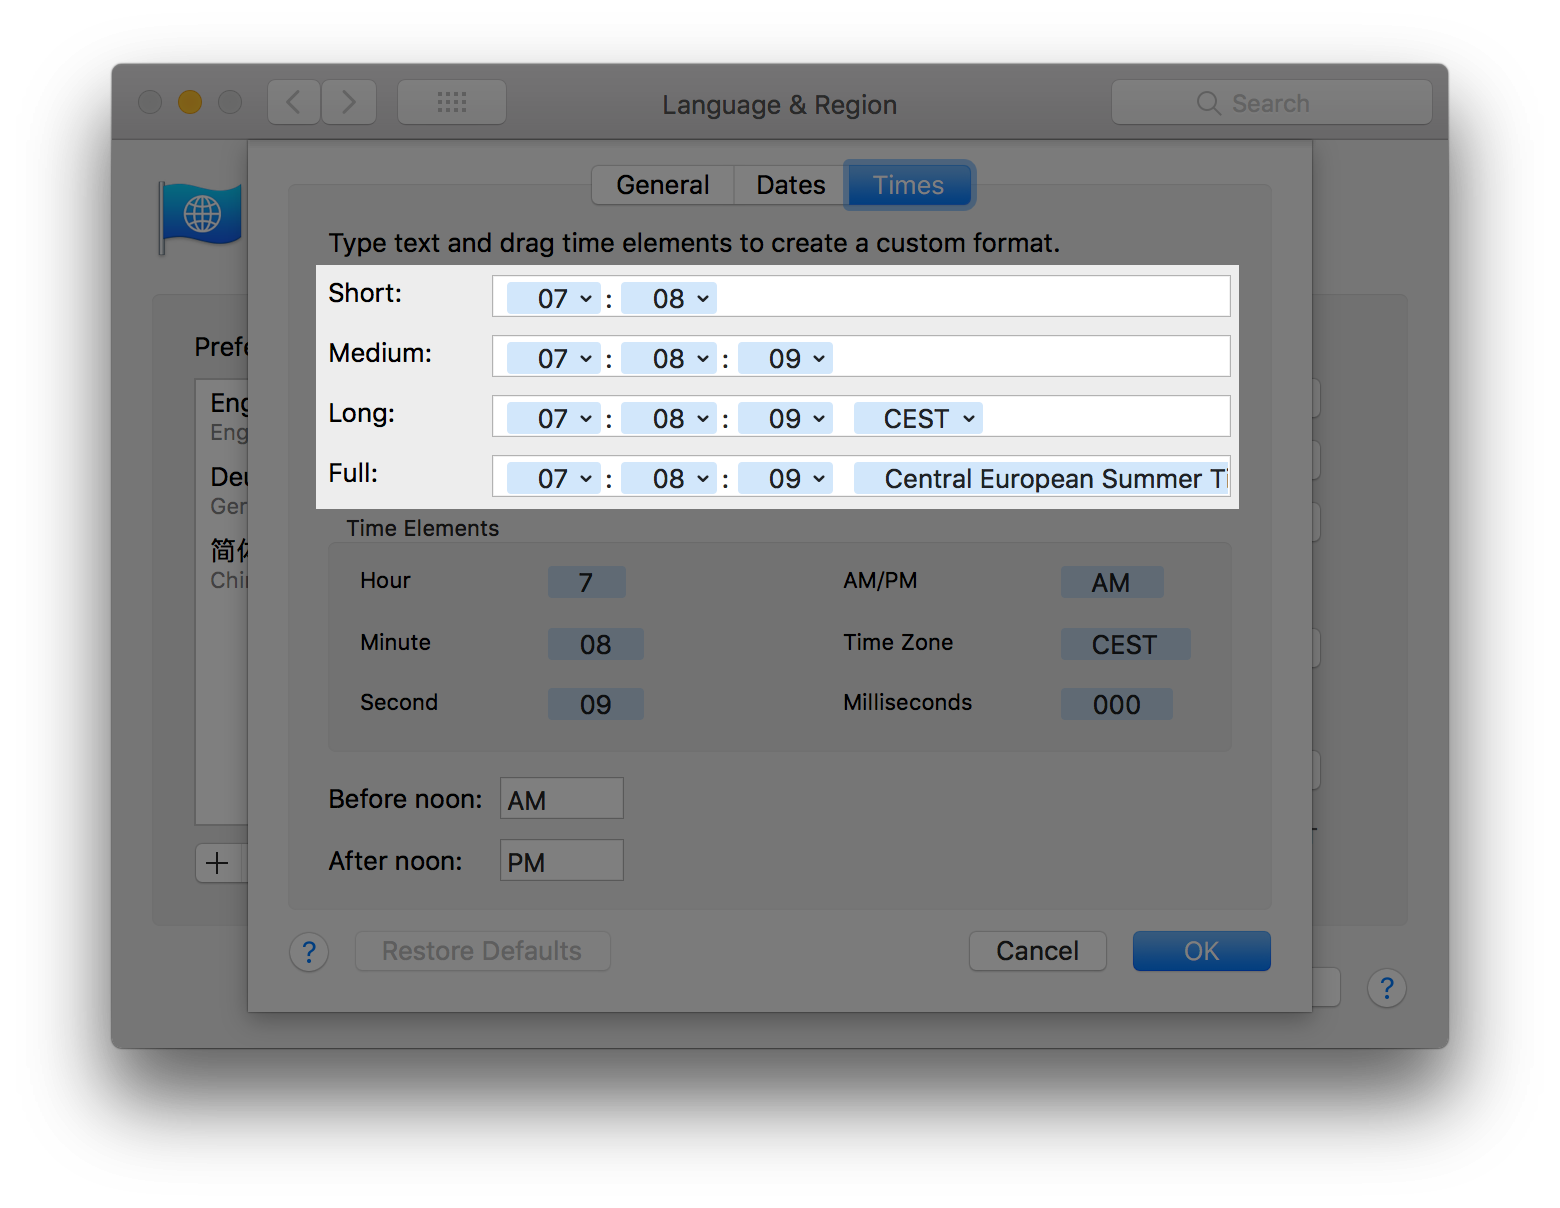 Language & Region
Search
General Dates Times
Type text and drag time elements to create a custom format.
Short: 07 : 08
Medium: 07 : 08 : 09
Long: 07 : 08 : 09 CEST
Full: 07 : 08 : 09 Central European Summer Ti
Time Elements
Hour 7 AM/PM AM
Minute 08 Time Zone CEST
Second 09 Milliseconds 000
Before noon: AM
After noon: PM
? Restore Defaults Cancel OK
Prefe
Eng
Eng
Deu
Ger
简体
Chin
+
?